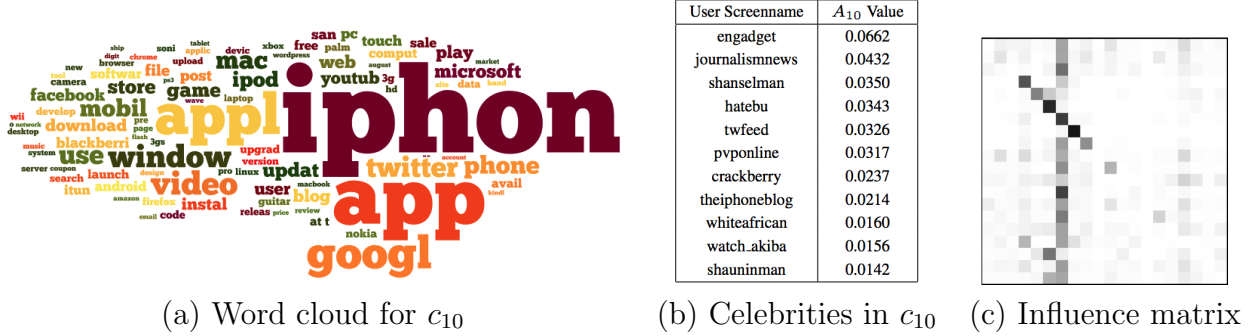 ship
tablet
san
pc
touch
sale
new
digit
chrome
soni
applic
devic
xbox
wordpress
free
palm
comput
play
tool
browser
upload
mac
web
august
market
camera
softwar
file
post
ps3
ipod
youtub
3g
hd
microsoft
site
data
hand
facebook
store
game
wave
laptop
wii
develop
mobil
appl
iphon
o
network
desktop
download
pre
page
flash
music
system
blackberri
3gs
upgrad
server
coupon
use
window
version
pro
linux
updat
twitter
account
phone
search
launch
design
itun
android
video
user
macbook
blog
app
avail
kindl
amazon
firefox
instal
guitar
email
code
releas
price
review
at t
nokia
googl
(a) Word cloud for c10
User Screenname A10 Value
engadget 0.0662
journalismnews 0.0432
shanselman 0.0350
hatebu 0.0343
twfeed 0.0326
pvponline 0.0317
crackberry 0.0237
theiphoneblog 0.0214
whiteafrican 0.0160
watch_akiba 0.0156
shauninman 0.0142
(b) Celebrities in c10
(c) Influence matrix